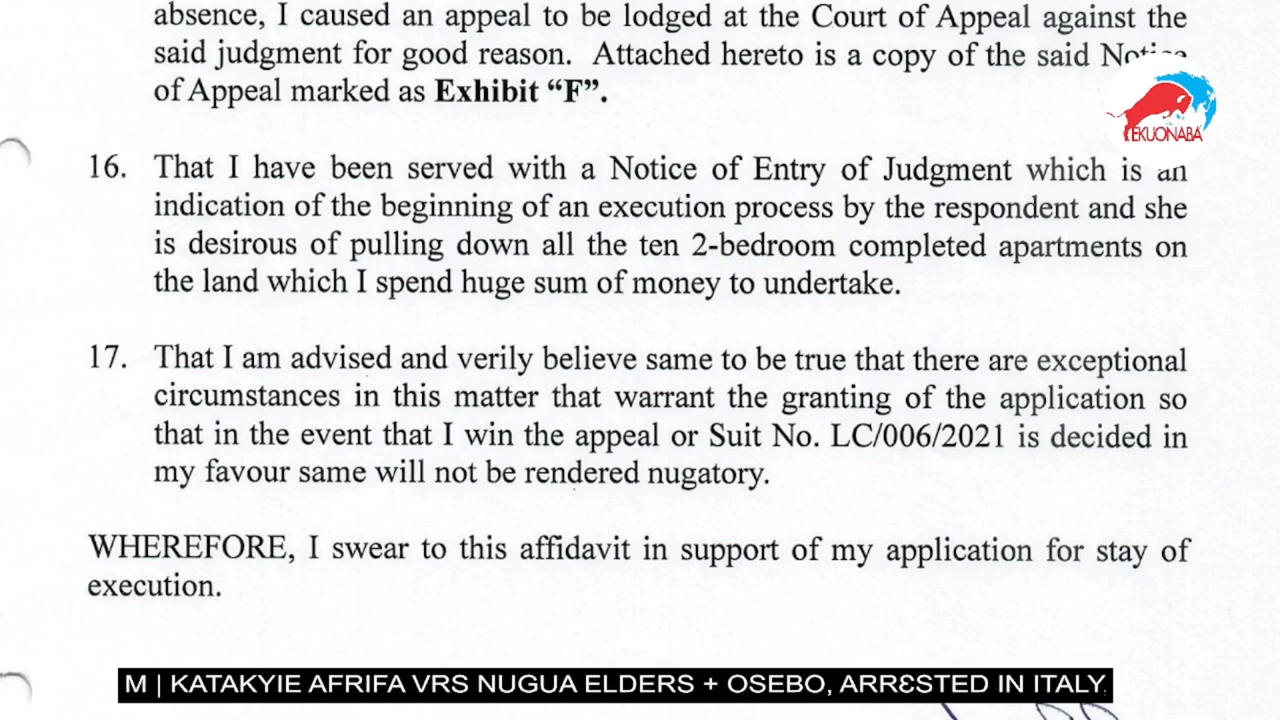 absence, I caused an appeal to be lodged at the Court of Appeal against the
said judgment for good reason. Attached hereto is a copy of the said Notice
of Appeal marked as Exhibit “F”.
EKUONABA
16. That I have been served with a Notice of Entry of Judgment which is an
indication of the beginning of an execution process by the respondent and she
is desirous of pulling down all the ten 2-bedroom completed apartments on
the land which I spend huge sum of money to undertake.
17. That I am advised and verily believe same to be true that there are exceptional
circumstances in this matter that warrant the granting of the application so
that in the event that I win the appeal or Suit No. LC/006/2021 is decided in
my favour same will not be rendered nugatory.
WHEREFORE, I swear to this affidavit in support of my application for stay of
execution.
M | KATAKYIE AFRIFA VRS NUGUA ELDERS + OSEBO, ARRƐSTED IN ITALY,